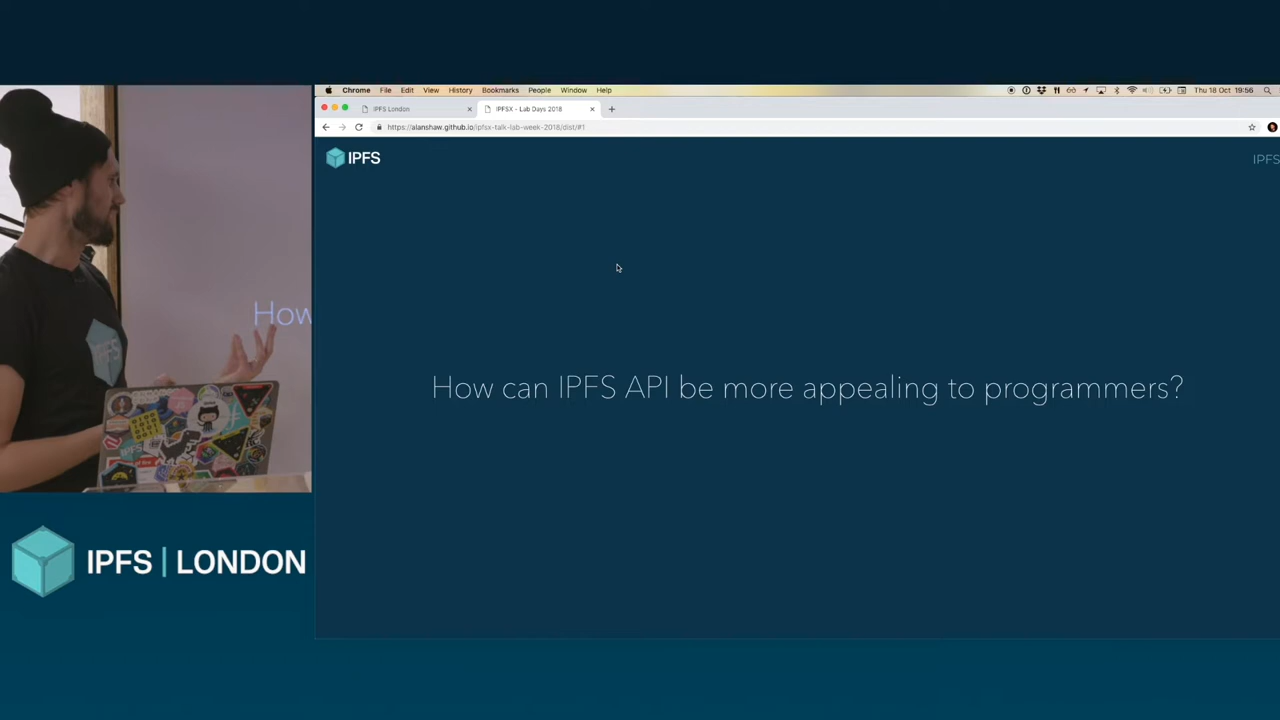 Chrome File Edit View History Bookmarks People Window Help Thu 18 Oct 19:56
IPFS London IPFSX - Lab Days 2018
https://alanshaw.github.io/ipfsx-talk-lab-week-2018/dist/#1
IPFS IPFS
How can IPFS API be more appealing to programmers?
How
IPFS
IPFS | LONDON